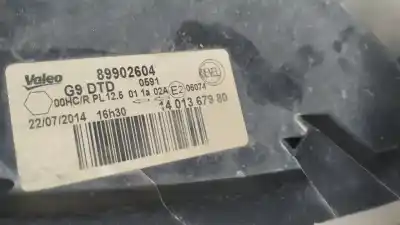 Valeo 89902604
G9 DTD 0591
00HC/R PL 12.5 01 1a 02A E2 06074
22/07/2014 16h30 14 013 679 80